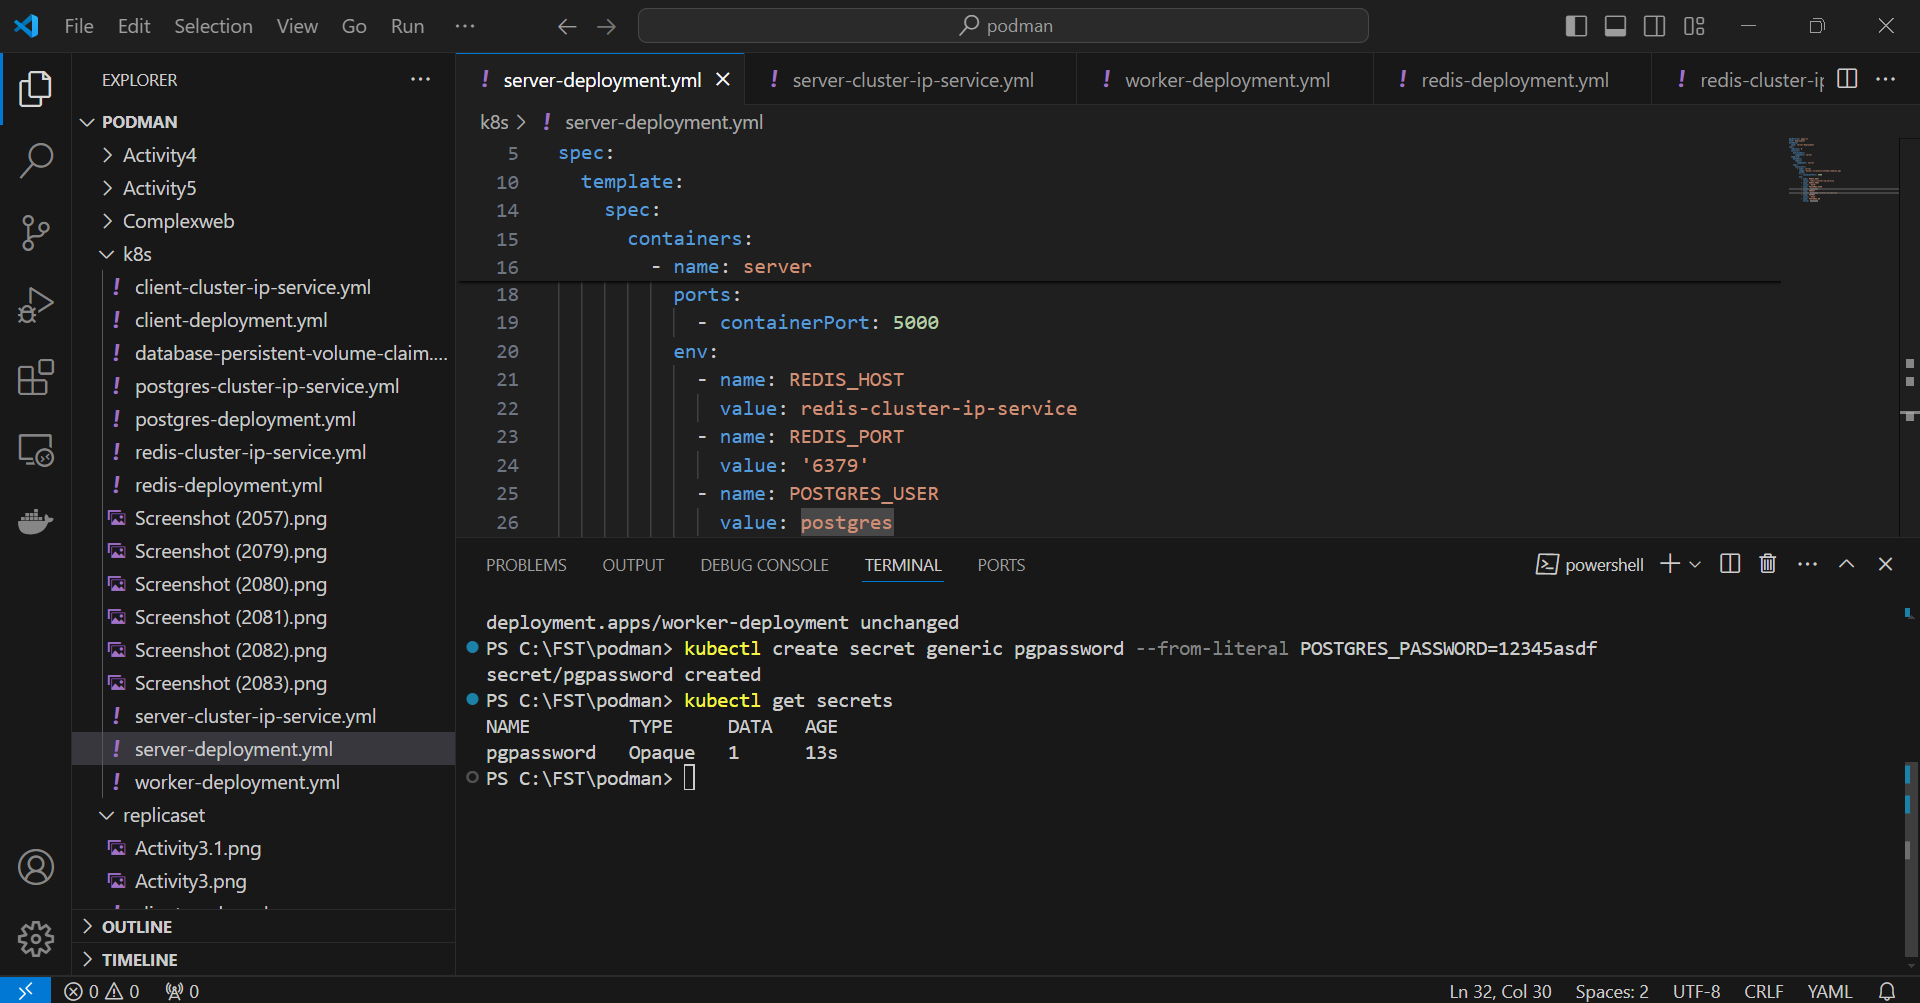 File Edit Selection View Go Run
podman
EXPLORER
PODMAN
Activity4
Activity5
Complexweb
k8s
client-cluster-ip-service.yml
client-deployment.yml
database-persistent-volume-claim....
postgres-cluster-ip-service.yml
postgres-deployment.yml
redis-cluster-ip-service.yml
redis-deployment.yml
Screenshot (2057).png
Screenshot (2079).png
Screenshot (2080).png
Screenshot (2081).png
Screenshot (2082).png
Screenshot (2083).png
server-cluster-ip-service.yml
server-deployment.yml
worker-deployment.yml
replicaset
Activity3.1.png
Activity3.png
OUTLINE
TIMELINE
server-deployment.yml server-cluster-ip-service.yml worker-deployment.yml redis-deployment.yml redis-cluster-ip
k8s > ! server-deployment.yml
5 spec:
10 template:
14 spec:
15 containers:
16 - name: server
18 ports:
19 - containerPort: 5000
20 env:
21 - name: REDIS_HOST
22 value: redis-cluster-ip-service
23 - name: REDIS_PORT
24 value: '6379'
25 - name: POSTGRES_USER
26 value: postgres
PROBLEMS OUTPUT DEBUG CONSOLE TERMINAL PORTS
powershell
deployment.apps/worker-deployment unchanged
PS C:\FST\podman> kubectl create secret generic pgpassword --from-literal POSTGRES_PASSWORD=12345asdf
secret/pgpassword created
PS C:\FST\podman> kubectl get secrets
NAME TYPE DATA AGE
pgpassword Opaque 1 13s
PS C:\FST\podman>
0 0 0
Ln 32, Col 30 Spaces: 2 UTF-8 CRLF YAML